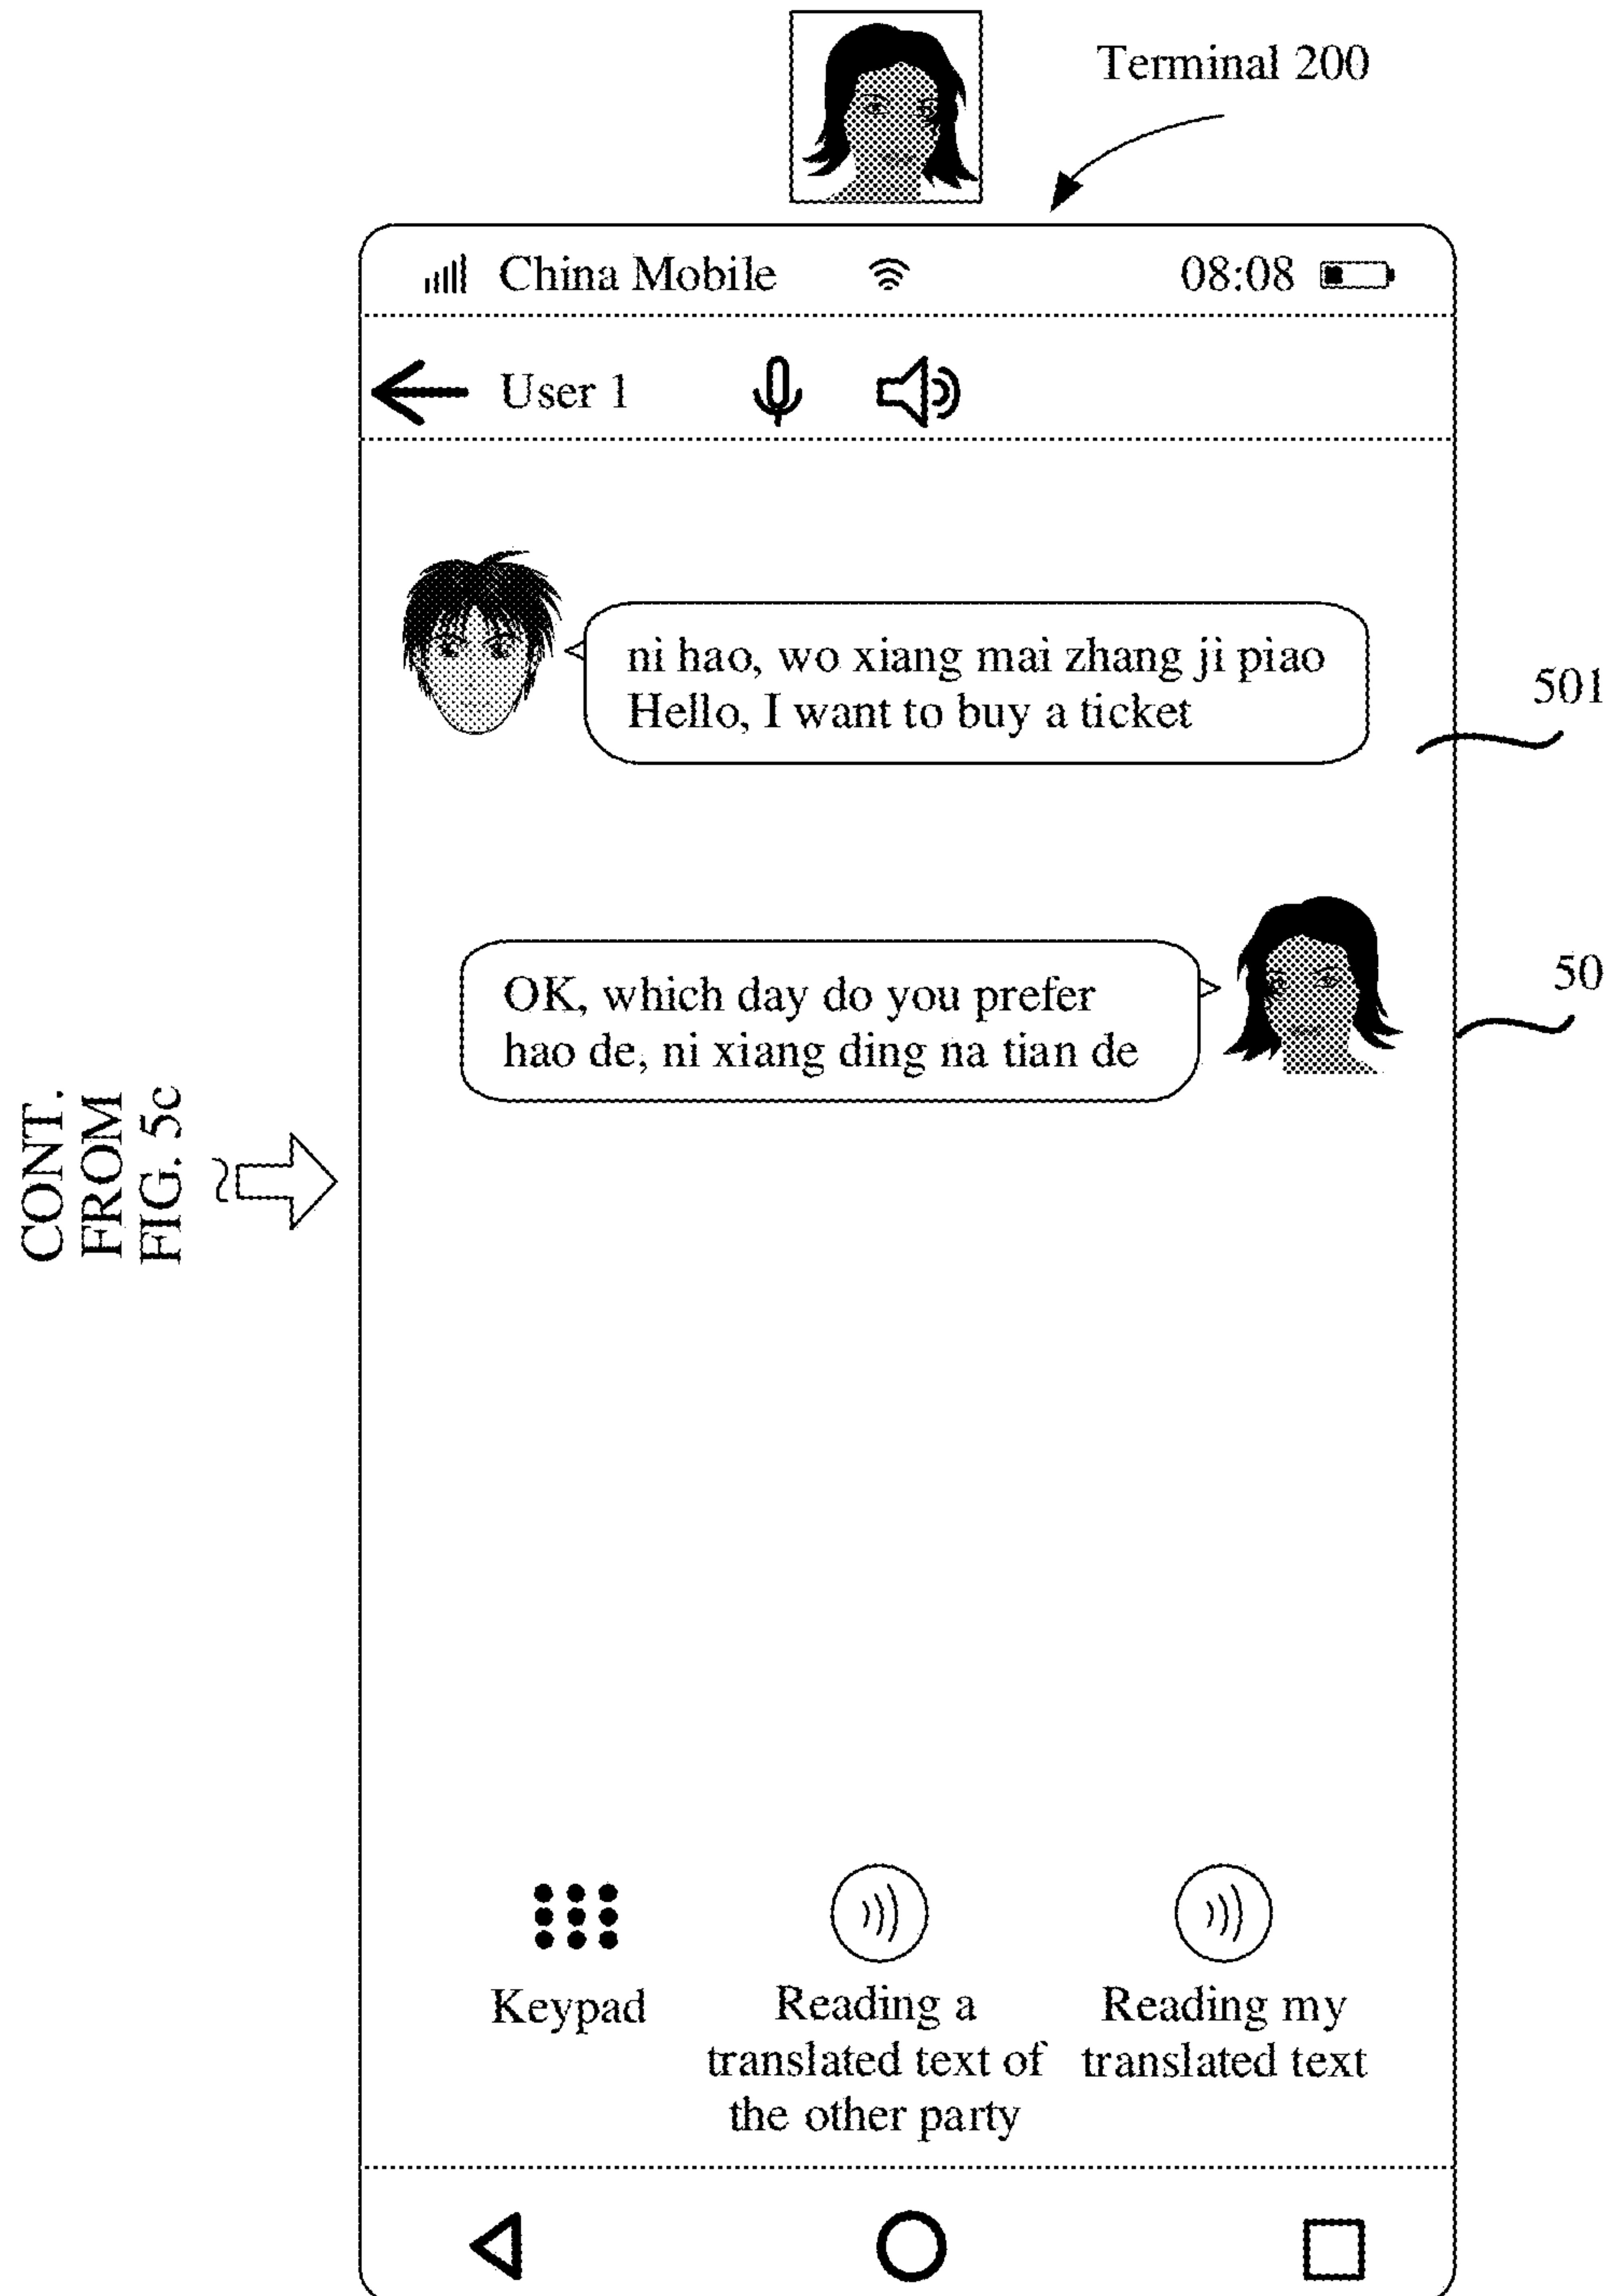 Terminal 200
China Mobile 08:08
User 1
ni hao, wo xiang mai zhang ji piao
Hello, I want to buy a ticket
501
OK, which day do you prefer
hao de, ni xiang ding na tian de
50
CONT.
FROM
FIG. 5c
Keypad
Reading a
translated text of
the other party
Reading my
translated text